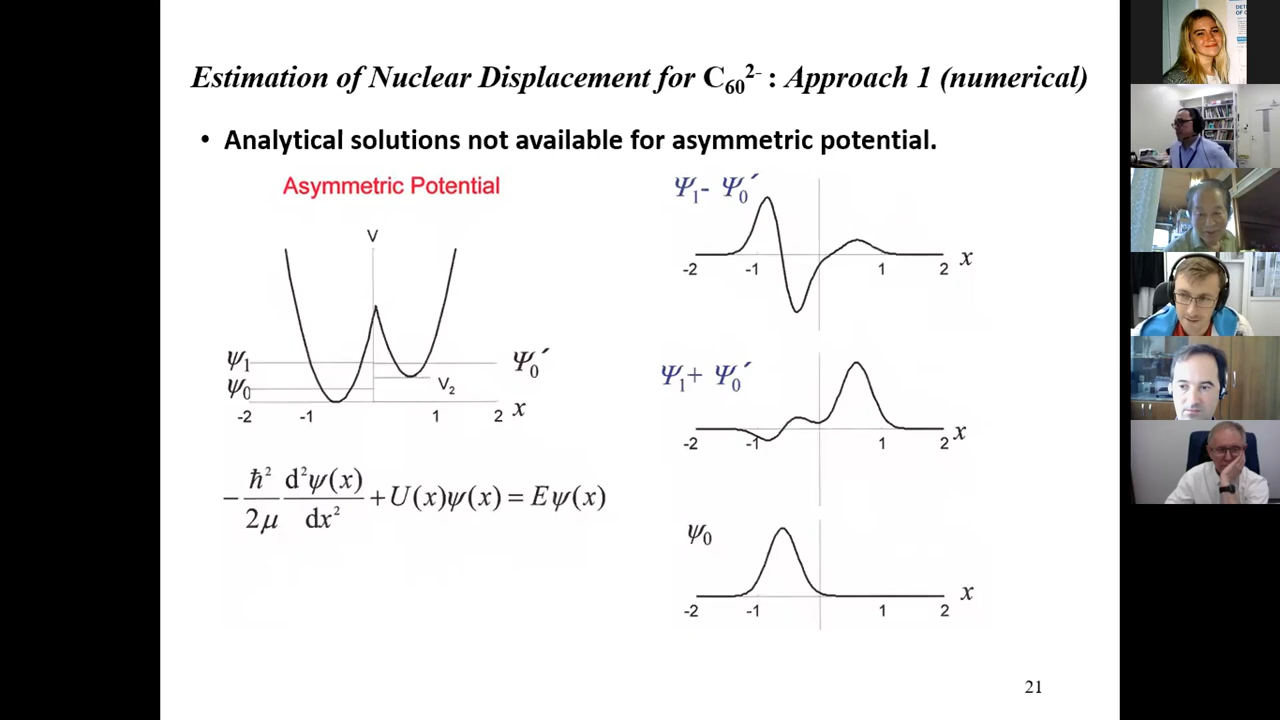 Estimation of Nuclear Displacement for C₆₀²⁻ : Approach 1 (numerical)
• Analytical solutions not available for asymmetric potential.
Asymmetric Potential
V
ψ₁
Ψ₀´
ψ₀
V₂
-2 -1 1 2 x
−ħ²/2μ d²ψ(x)/dx² + U(x)ψ(x) = Eψ(x)
Ψ₁- Ψ₀´
-2 -1 1 2 x
Ψ₁+ Ψ₀´
-2 -1 1 2 x
ψ₀
-2 -1 1 2 x
21